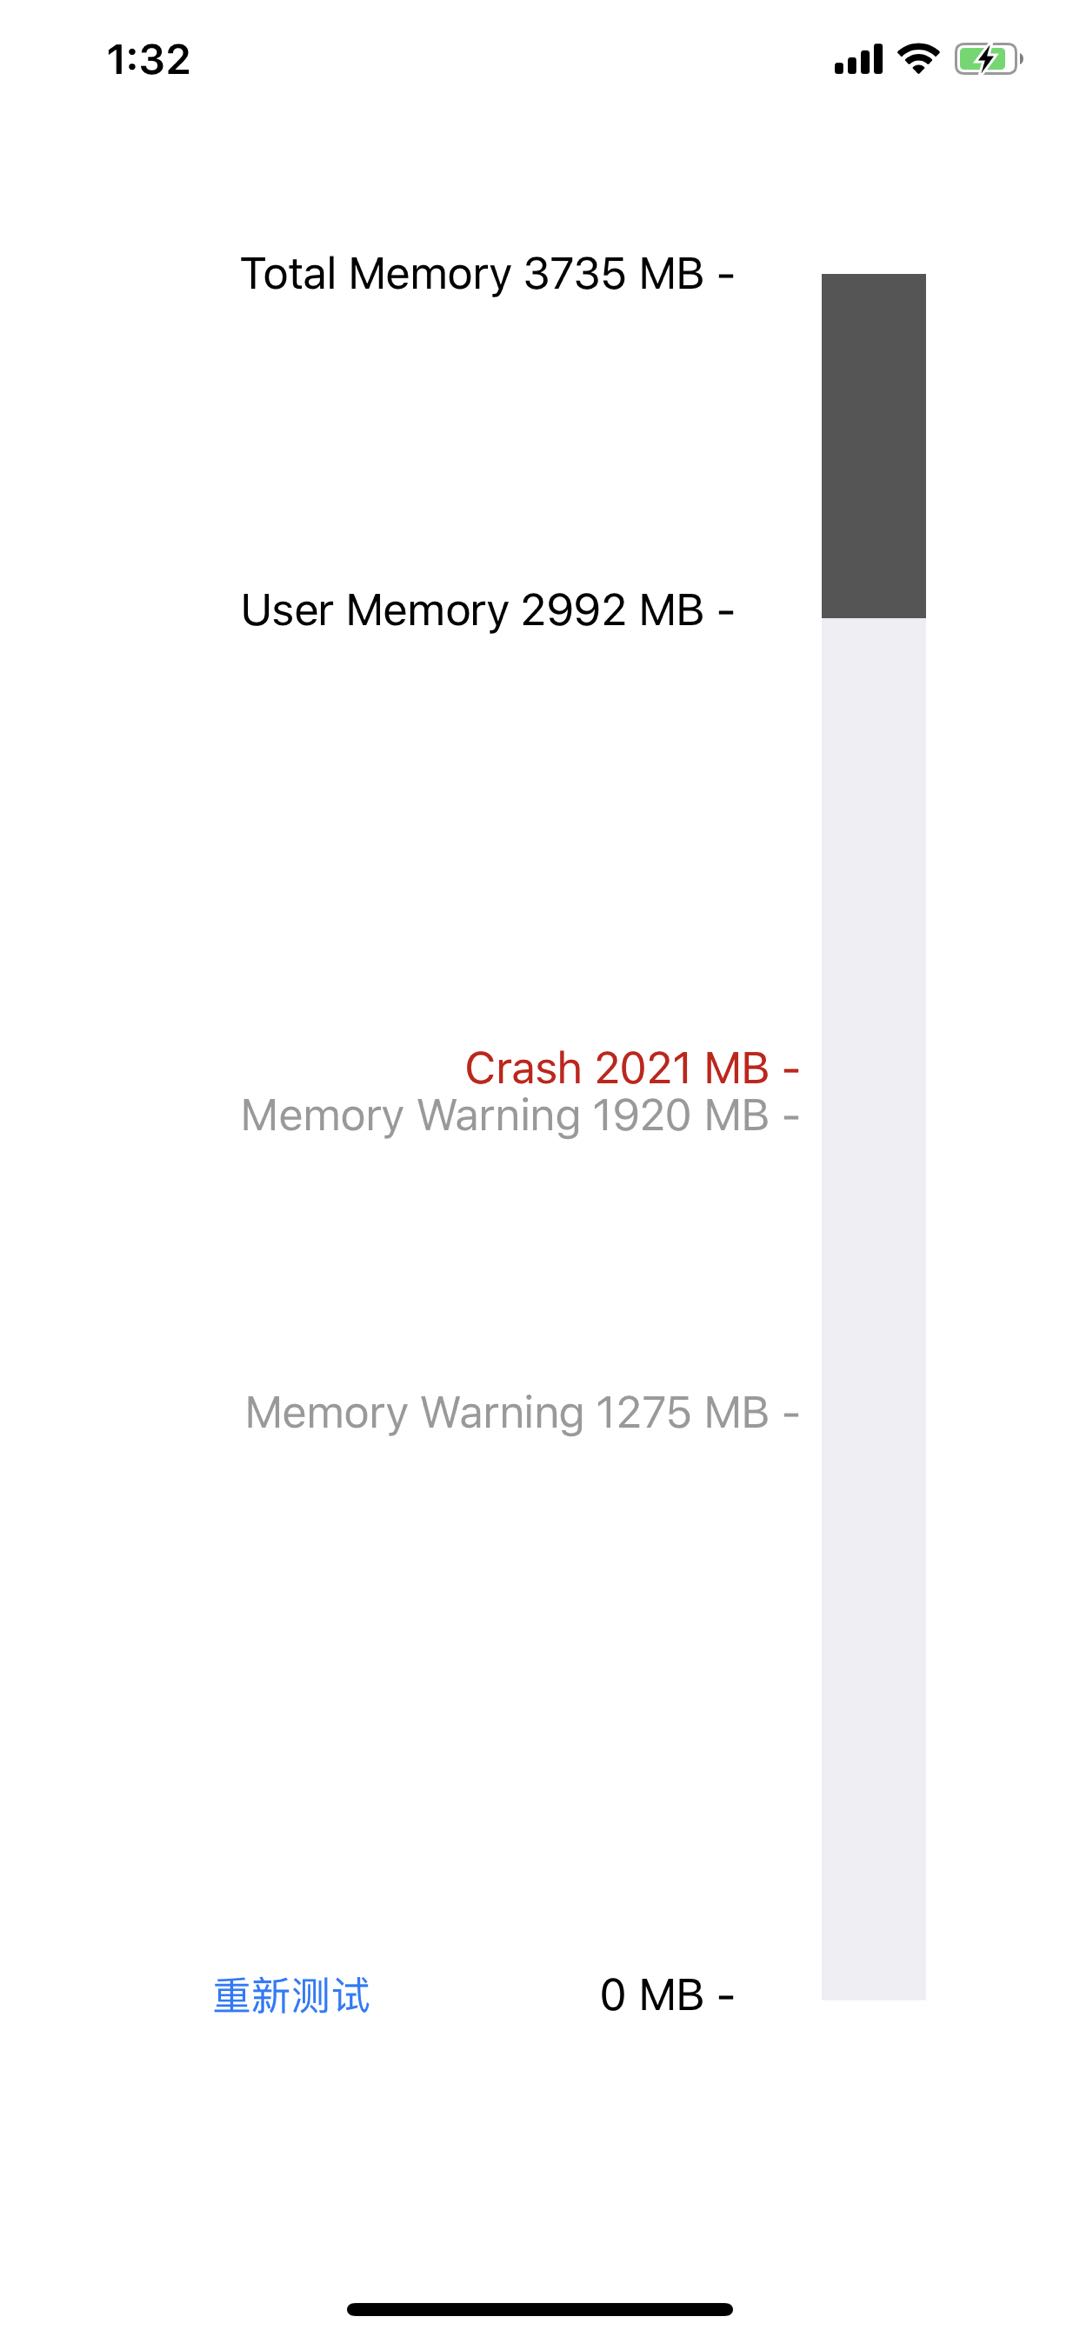 1:32
Total Memory 3735 MB -
User Memory 2992 MB -
Crash 2021 MB -
Memory Warning 1920 MB -
Memory Warning 1275 MB -
重新测试 0 MB -